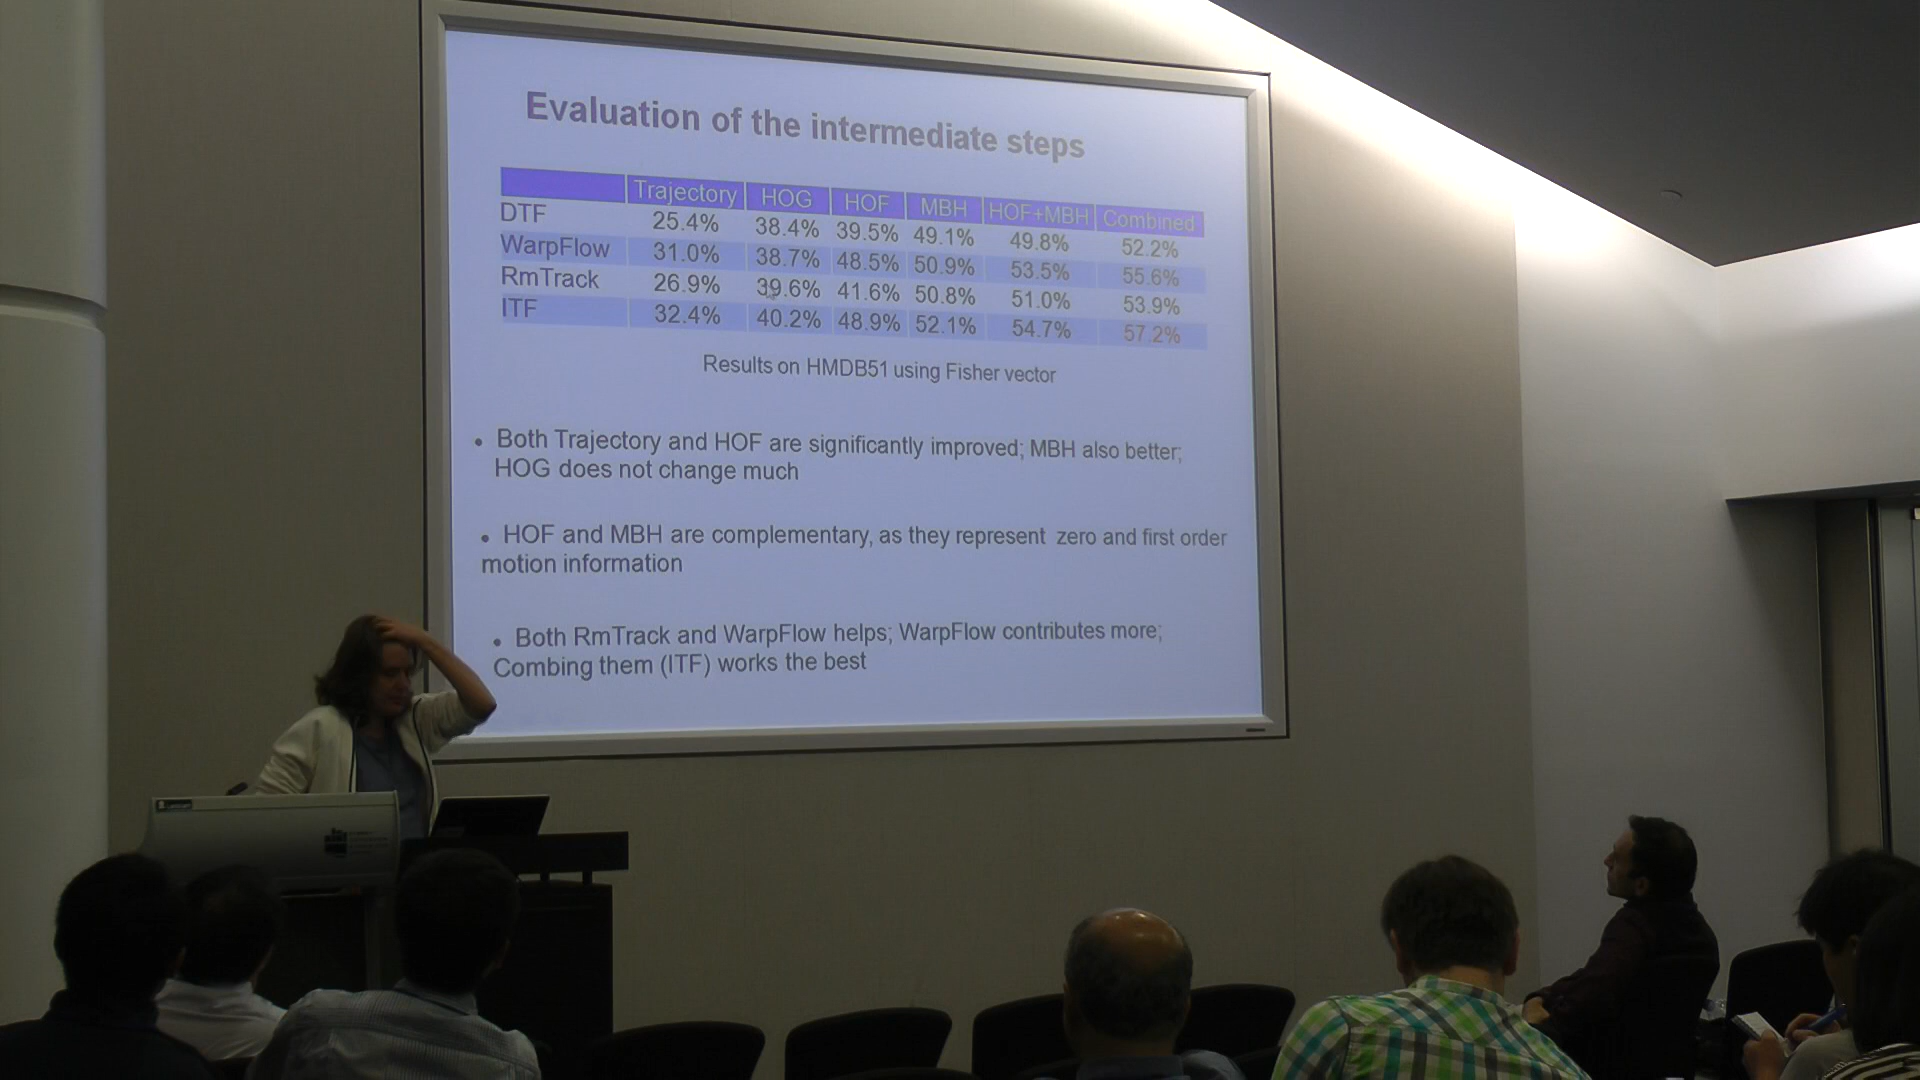 Evaluation of the intermediate steps
Trajectory HOG HOF MBH HOF+MBH Combined
DTF 25.4% 38.4% 39.5% 49.1% 49.8% 52.2%
WarpFlow 31.0% 38.7% 48.5% 50.9% 53.5% 55.6%
RmTrack 26.9% 39.6% 41.6% 50.8% 51.0% 53.9%
ITF 32.4% 40.2% 48.9% 52.1% 54.7% 57.2%
Results on HMDB51 using Fisher vector
• Both Trajectory and HOF are significantly improved; MBH also better;
HOG does not change much
• HOF and MBH are complementary, as they represent zero and first order
motion information
• Both RmTrack and WarpFlow helps; WarpFlow contributes more;
Combing them (ITF) works the best